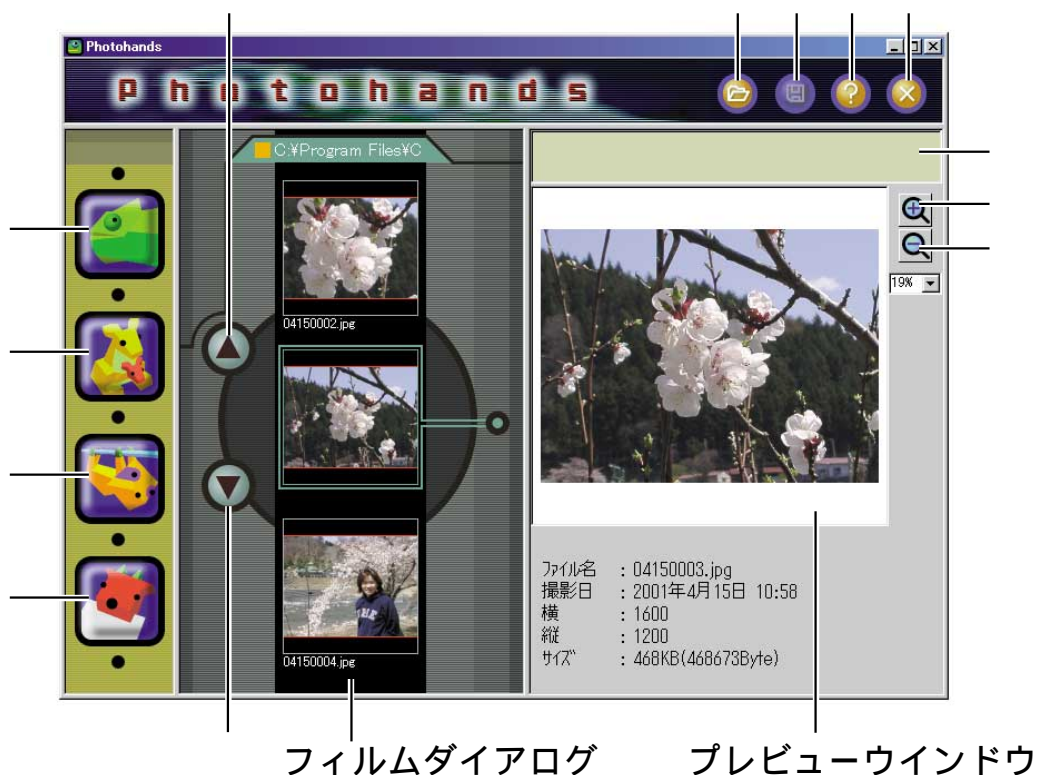 Photohands
Photohands
C:¥Program Files¥C
04150002.jpg
04150004.jpg
19%
ファイル名 : 04150003.jpg
撮影日 : 2001年4月15日 10:58
横 : 1600
縦 : 1200
サイズ : 468KB(468673Byte)
フィルムダイアログ
プレビューウインドウ